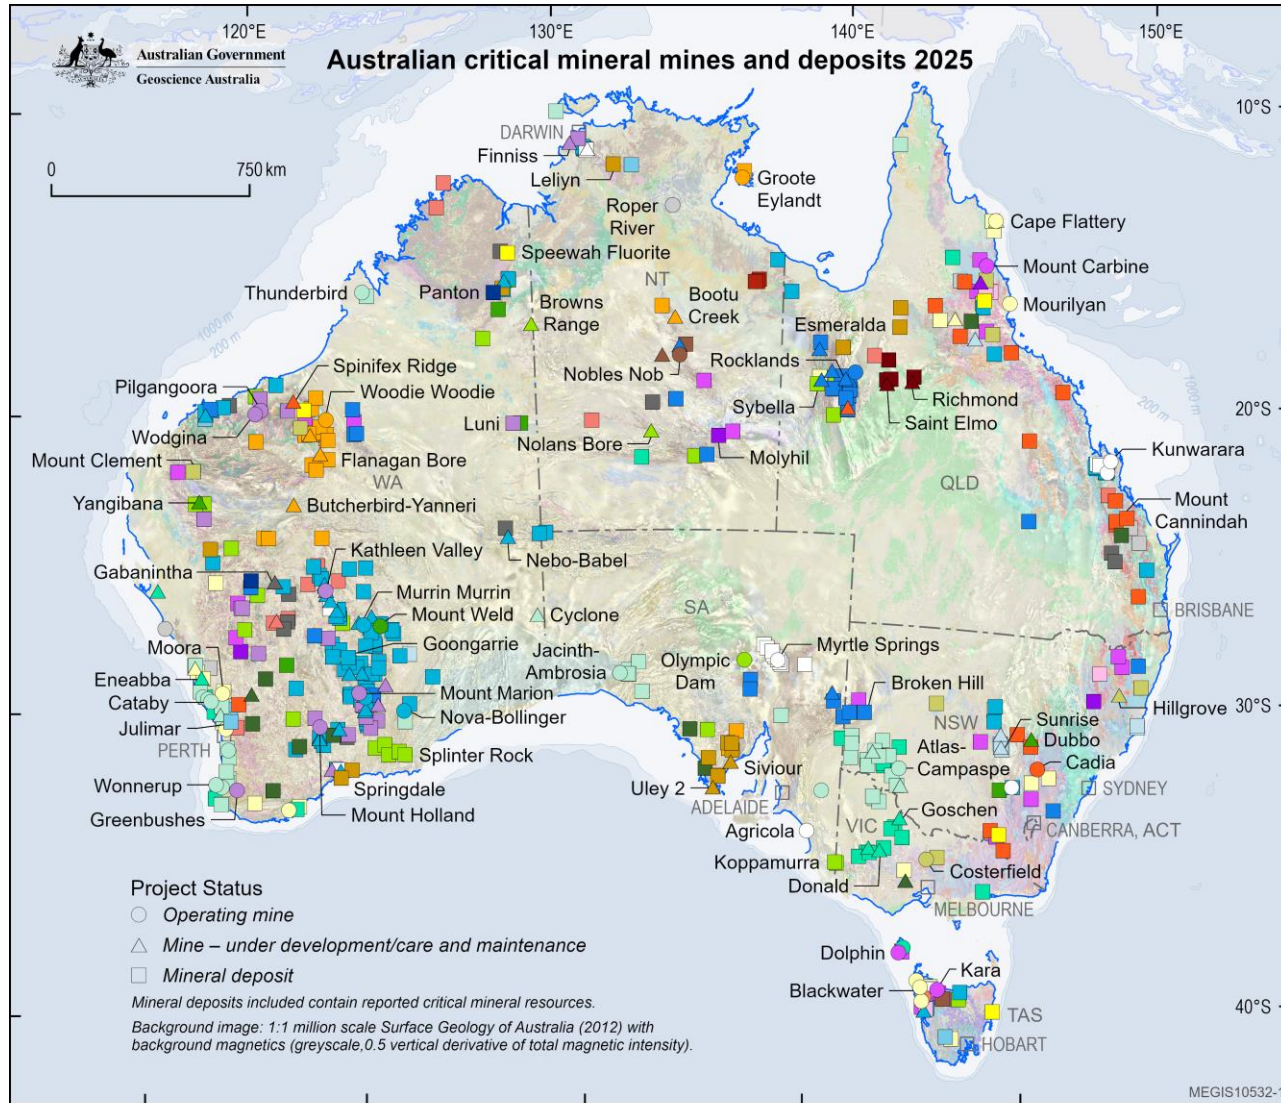 120°E
130°E
140°E
150°E
Australian Government
Geoscience Australia
Australian critical mineral mines and deposits 2025
10°S
0
750 km
DARWIN
Finniss
Leliyn
Groote
Eylandt
Roper
River
Cape Flattery
Speewah Fluorite
NT
Mount Carbine
Thunderbird
Panton
Browns
Range
Bootu
Creek
Mourilyan
1000 m
200 m
Esmeralda
Spinifex Ridge
Rocklands
Pilgangoora
Woodie Woodie
Nobles Nob
Richmond
1000 m
200 m
20°S
Wodgina
Luni
Sybella
Saint Elmo
Nolans Bore
Kunwarara
Mount Clement
Flanagan Bore
Molyhil
WA
QLD
Yangibana
Butcherbird-Yanneri
Mount
Cannindah
Kathleen Valley
Nebo-Babel
Gabanintha
Murrin Murrin
SA
Mount Weld
Cyclone
BRISBANE
Moora
Goongarrie
Jacinth-
Ambrosia
Olympic
Dam
Myrtle Springs
Eneabba
Mount Marion
Broken Hill
Cataby
Nova-Bollinger
NSW
Hillgrove
30°S
Julimar
Sunrise
Dubbo
PERTH
Splinter Rock
Atlas-
Campaspe
Cadia
Siviour
Wonnerup
Springdale
Uley 2
SYDNEY
ADELAIDE
Goschen
Greenbushes
Mount Holland
Agricola
VIC
CANBERRA, ACT
Koppamurra
Costerfield
Donald
MELBOURNE
Project Status
Operating mine
Mine – under development/care and maintenance
Mineral deposit
Dolphin
Kara
Blackwater
Mineral deposits included contain reported critical mineral resources.
40°S
TAS
Background image: 1:1 million scale Surface Geology of Australia (2012) with
background magnetics (greyscale,0.5 vertical derivative of total magnetic intensity).
HOBART
MEGIS10532-1